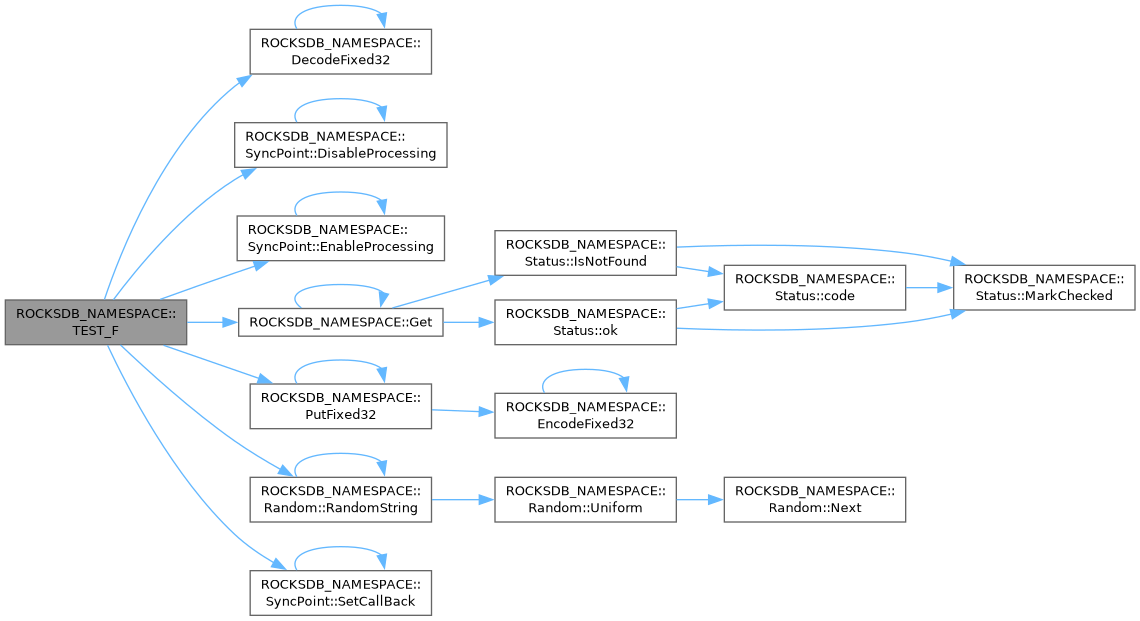 ROCKSDB_NAMESPACE::
DecodeFixed32
ROCKSDB_NAMESPACE::
SyncPoint::DisableProcessing
ROCKSDB_NAMESPACE::
SyncPoint::EnableProcessing
ROCKSDB_NAMESPACE::
Status::IsNotFound
ROCKSDB_NAMESPACE::
Status::code
ROCKSDB_NAMESPACE::
Status::MarkChecked
ROCKSDB_NAMESPACE::
TEST_F
ROCKSDB_NAMESPACE::Get
ROCKSDB_NAMESPACE::
Status::ok
ROCKSDB_NAMESPACE::
PutFixed32
ROCKSDB_NAMESPACE::
EncodeFixed32
ROCKSDB_NAMESPACE::
Random::RandomString
ROCKSDB_NAMESPACE::
Random::Uniform
ROCKSDB_NAMESPACE::
Random::Next
ROCKSDB_NAMESPACE::
SyncPoint::SetCallBack